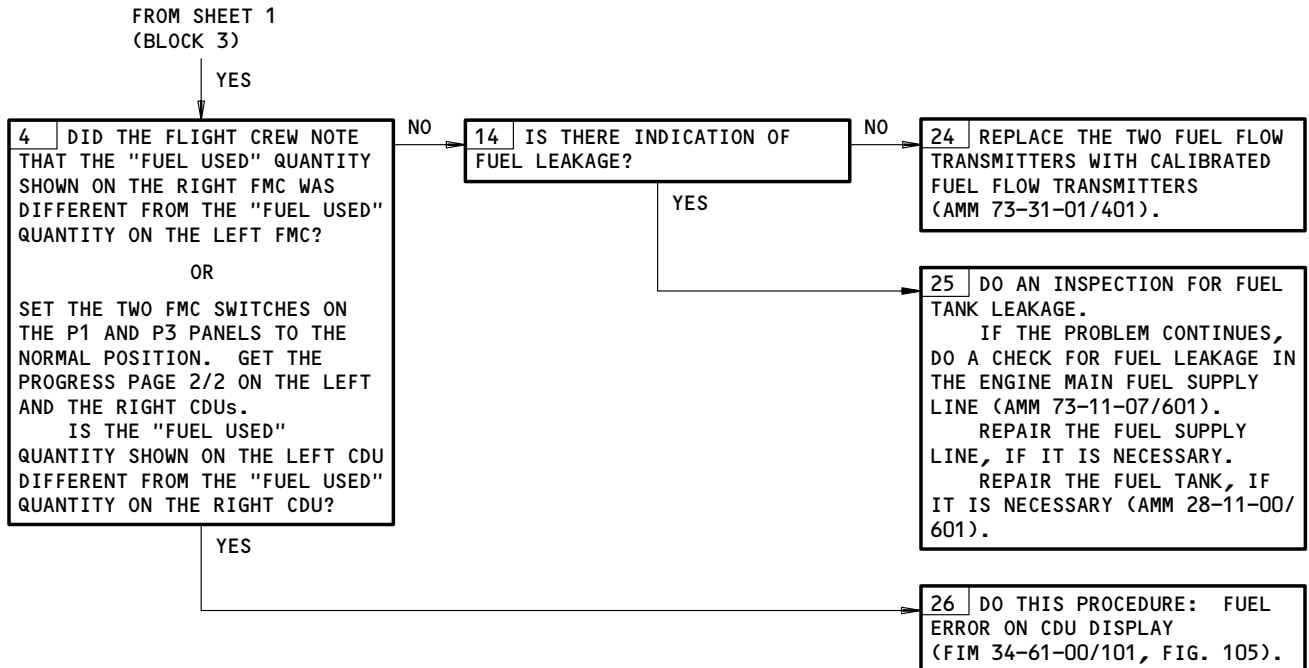 FROM SHEET 1
(BLOCK 3)
YES
4 DID THE FLIGHT CREW NOTE
THAT THE "FUEL USED" QUANTITY
SHOWN ON THE RIGHT FMC WAS
DIFFERENT FROM THE "FUEL USED"
QUANTITY ON THE LEFT FMC?
OR
SET THE TWO FMC SWITCHES ON
THE P1 AND P3 PANELS TO THE
NORMAL POSITION. GET THE
PROGRESS PAGE 2/2 ON THE LEFT
AND THE RIGHT CDUs.
IS THE "FUEL USED"
QUANTITY SHOWN ON THE LEFT CDU
DIFFERENT FROM THE "FUEL USED"
QUANTITY ON THE RIGHT CDU?
NO
14 IS THERE INDICATION OF
FUEL LEAKAGE?
NO
24 REPLACE THE TWO FUEL FLOW
TRANSMITTERS WITH CALIBRATED
FUEL FLOW TRANSMITTERS
(AMM 73-31-01/401).
YES
25 DO AN INSPECTION FOR FUEL
TANK LEAKAGE.
IF THE PROBLEM CONTINUES,
DO A CHECK FOR FUEL LEAKAGE IN
THE ENGINE MAIN FUEL SUPPLY
LINE (AMM 73-11-07/601).
REPAIR THE FUEL SUPPLY
LINE, IF IT IS NECESSARY.
REPAIR THE FUEL TANK, IF
IT IS NECESSARY (AMM 28-11-00/
601).
YES
26 DO THIS PROCEDURE: FUEL
ERROR ON CDU DISPLAY
(FIM 34-61-00/101, FIG. 105).